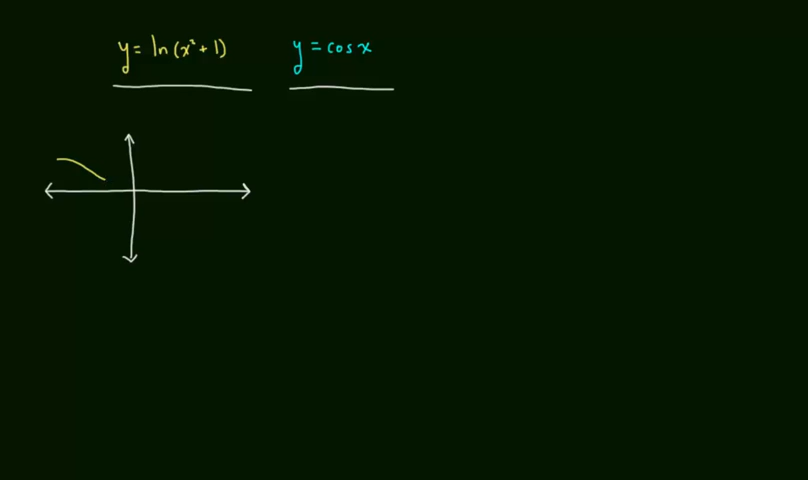 y = ln(x² + 1) y = cos x